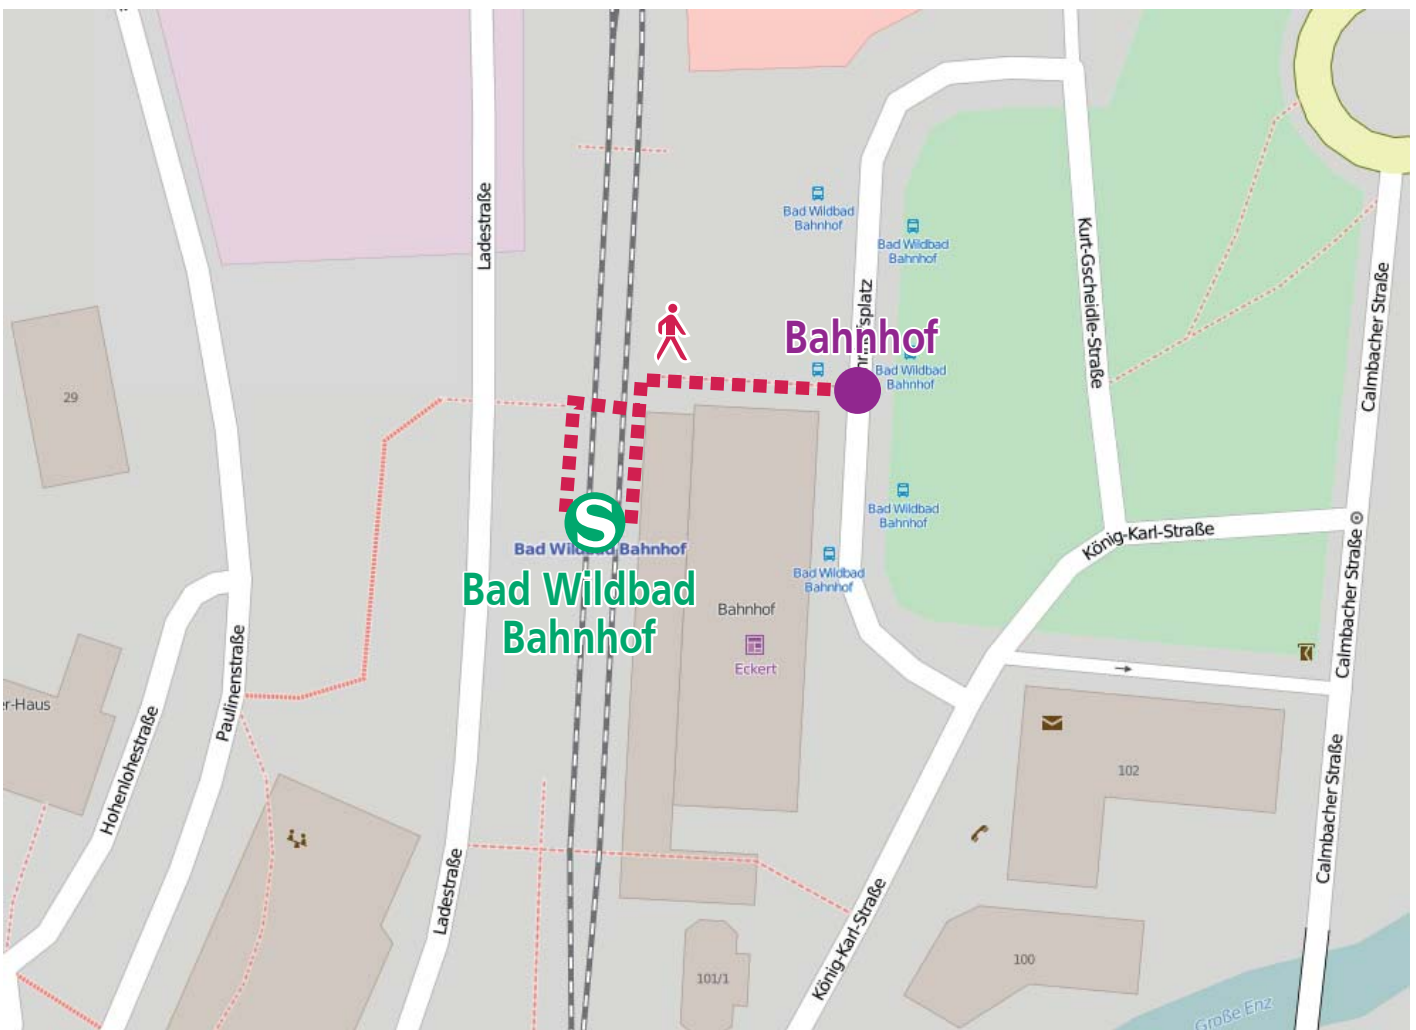 Ladestraße
Bad Wildbad
Bahnhof
Bad Wildbad
Bahnhof
Kurt-Gscheidle-Straße
Calmbacher Straße
Bahnhof
Bad Wildbad
Bahnhof
29
S
Bad Wildbad Bahnhof
Bad Wildbad
Bahnhof
Bad Wildbad
Bahnhof
König-Karl-Straße
Calmbacher Straße
Bad Wildbad
Bahnhof
Bahnhof
Eckert
Paulinenstraße
er-Haus
Hohenlohestraße
102
Calmbacher Straße
Ladestraße
König-Karl-Straße
101/1
100
Große Enz